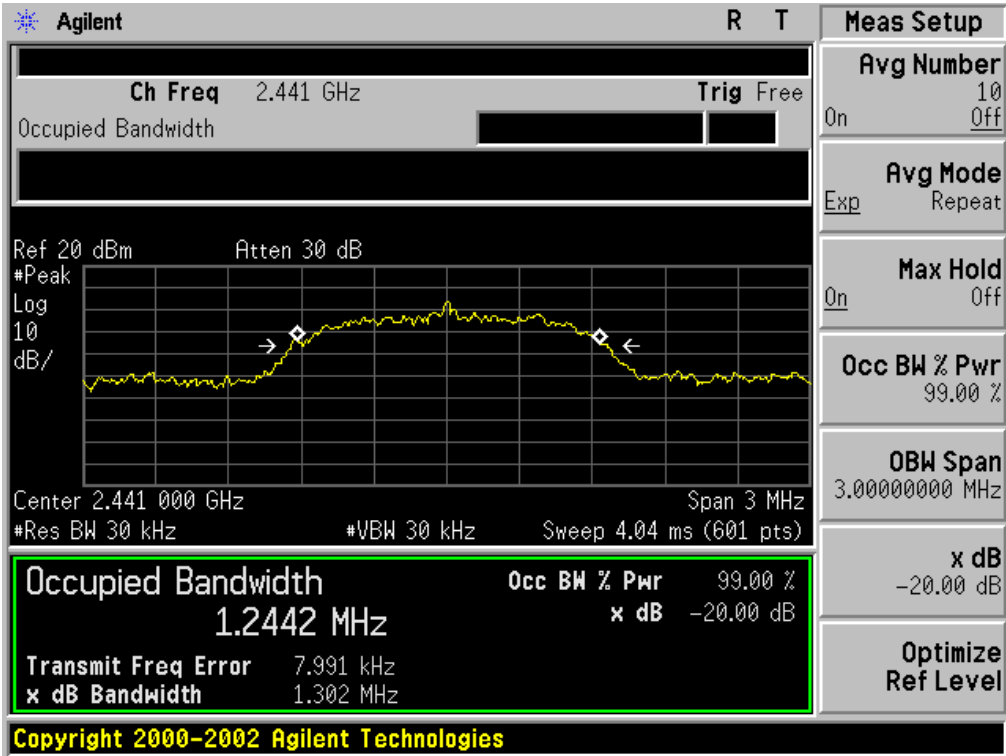 Agilent R T
Ch Freq 2.441 GHz Trig Free
Occupied Bandwidth
Ref 20 dBm Atten 30 dB
#Peak
Log
10
dB/
Center 2.441 000 GHz Span 3 MHz
#Res BW 30 kHz #VBW 30 kHz Sweep 4.04 ms (601 pts)
Occupied Bandwidth
1.2442 MHz
Occ BW % Pwr 99.00 %
x dB -20.00 dB
Transmit Freq Error 7.991 kHz
x dB Bandwidth 1.302 MHz
Copyright 2000-2002 Agilent Technologies
Meas Setup
Avg Number
10
On Off
Avg Mode
Exp Repeat
Max Hold
On Off
Occ BW % Pwr
99.00 %
OBW Span
3.00000000 MHz
x dB
-20.00 dB
Optimize
Ref Level